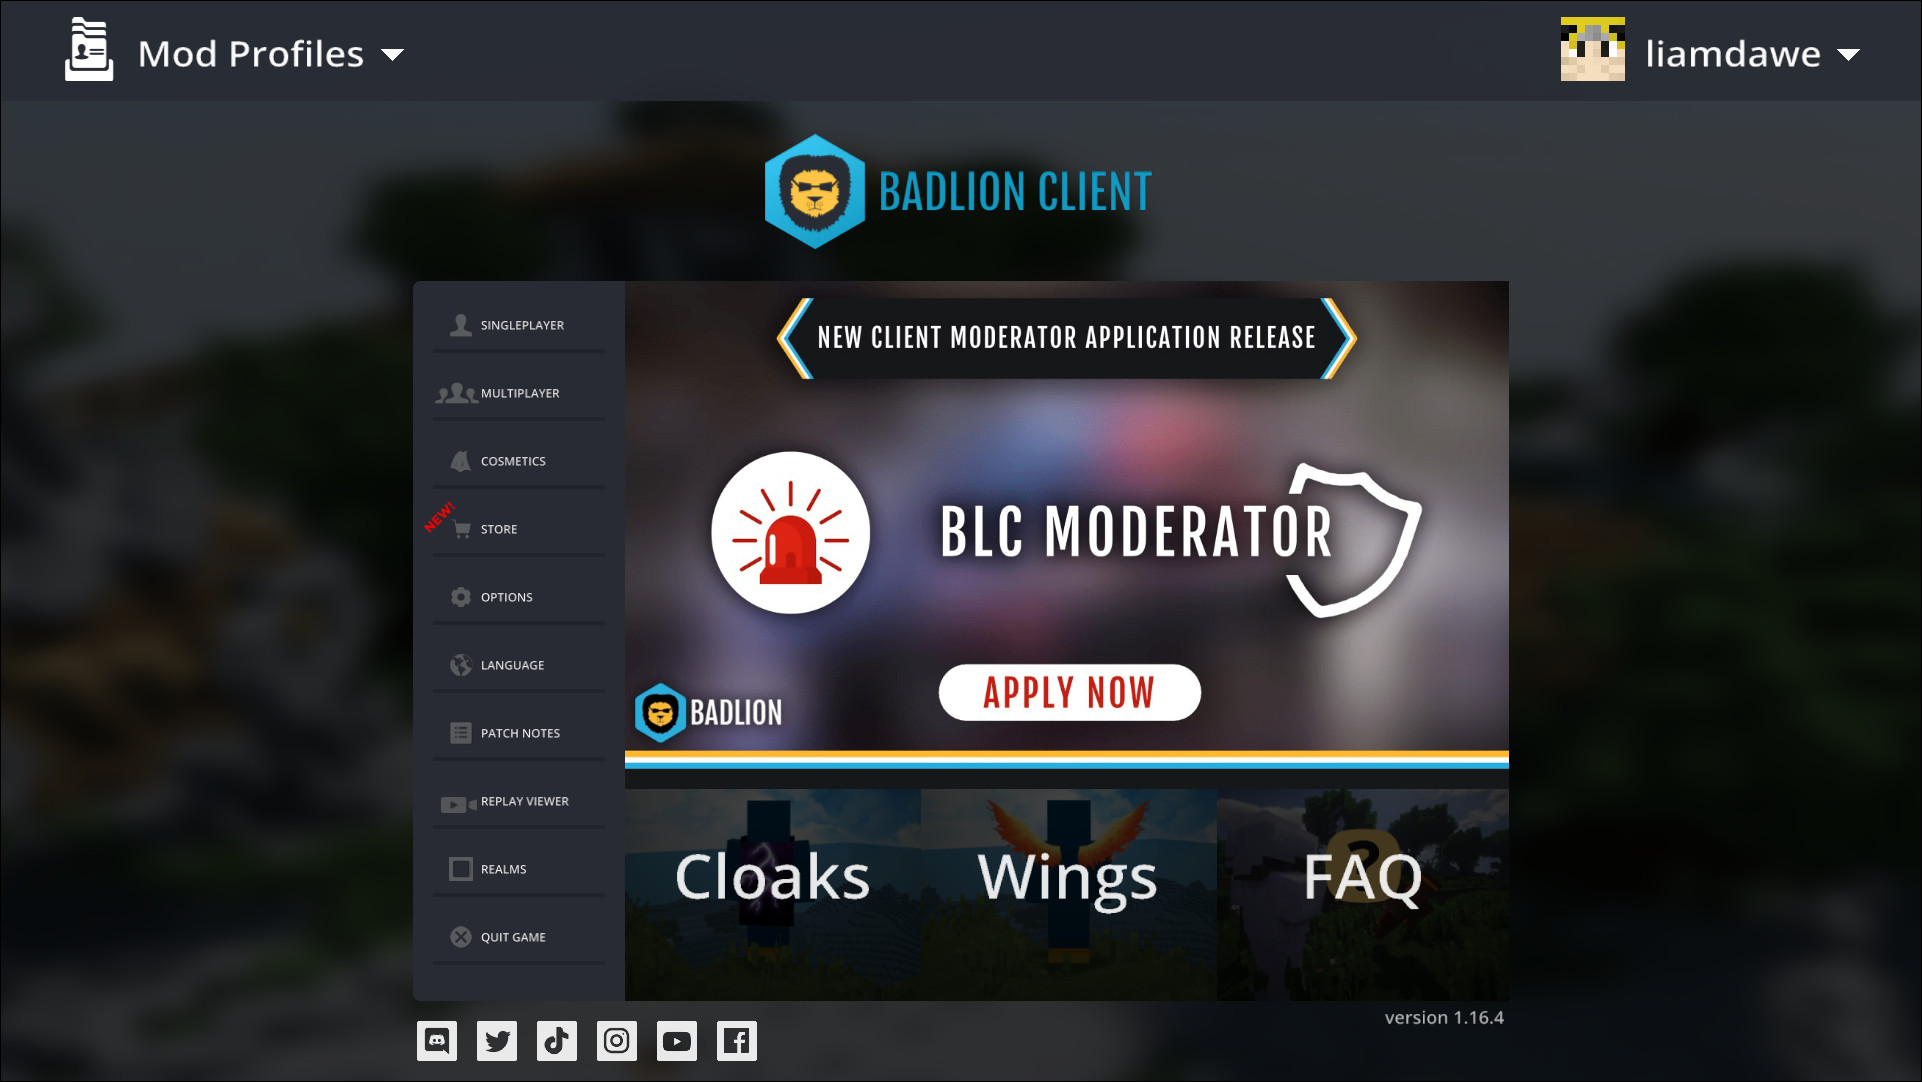 Mod Profiles
liamdawe
BADLION CLIENT
SINGLEPLAYER
MULTIPLAYER
COSMETICS
NEW!
STORE
OPTIONS
LANGUAGE
PATCH NOTES
REPLAY VIEWER
REALMS
QUIT GAME
NEW CLIENT MODERATOR APPLICATION RELEASE
BLC MODERATOR
APPLY NOW
BADLION
Cloaks
Wings
?
FAQ
version 1.16.4